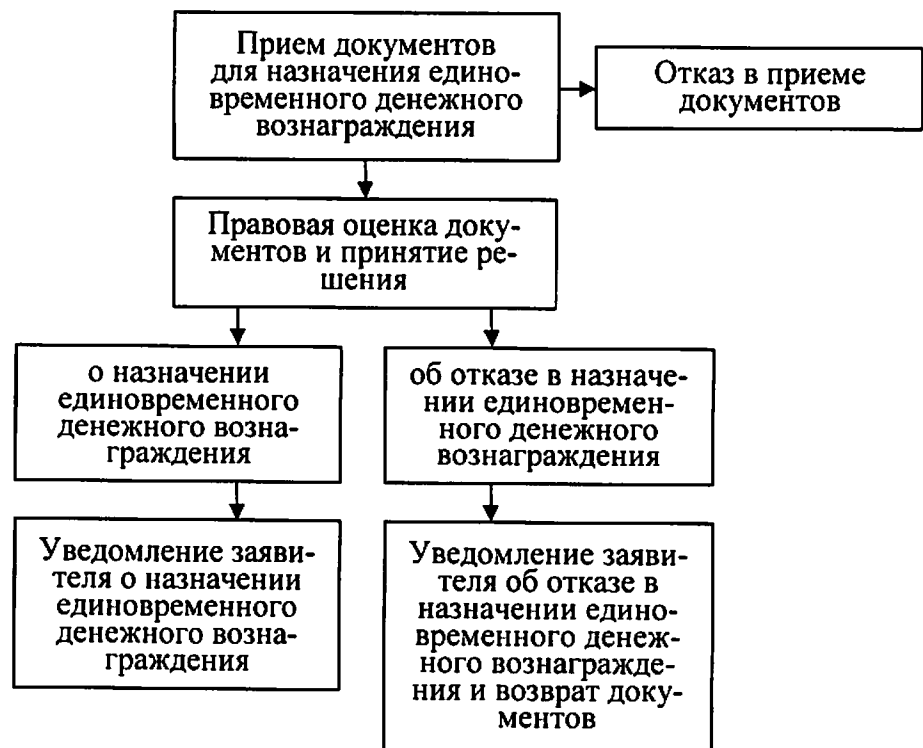 Прием документов
для назначения едино-
временного денежного
вознаграждения
Отказ в приеме
документов
Правовая оценка доку-
ментов и принятие ре-
шения
о назначении
единовременного
денежного возна-
граждения
об отказе в назначе-
нии единовремен-
ного денежного
вознаграждения
Уведомление заяви-
теля о назначении
единовременного
денежного возна-
граждения
Уведомление заяви-
теля об отказе в
назначении едино-
временного денеж-
ного вознагражде-
ния и возврат доку-
ментов